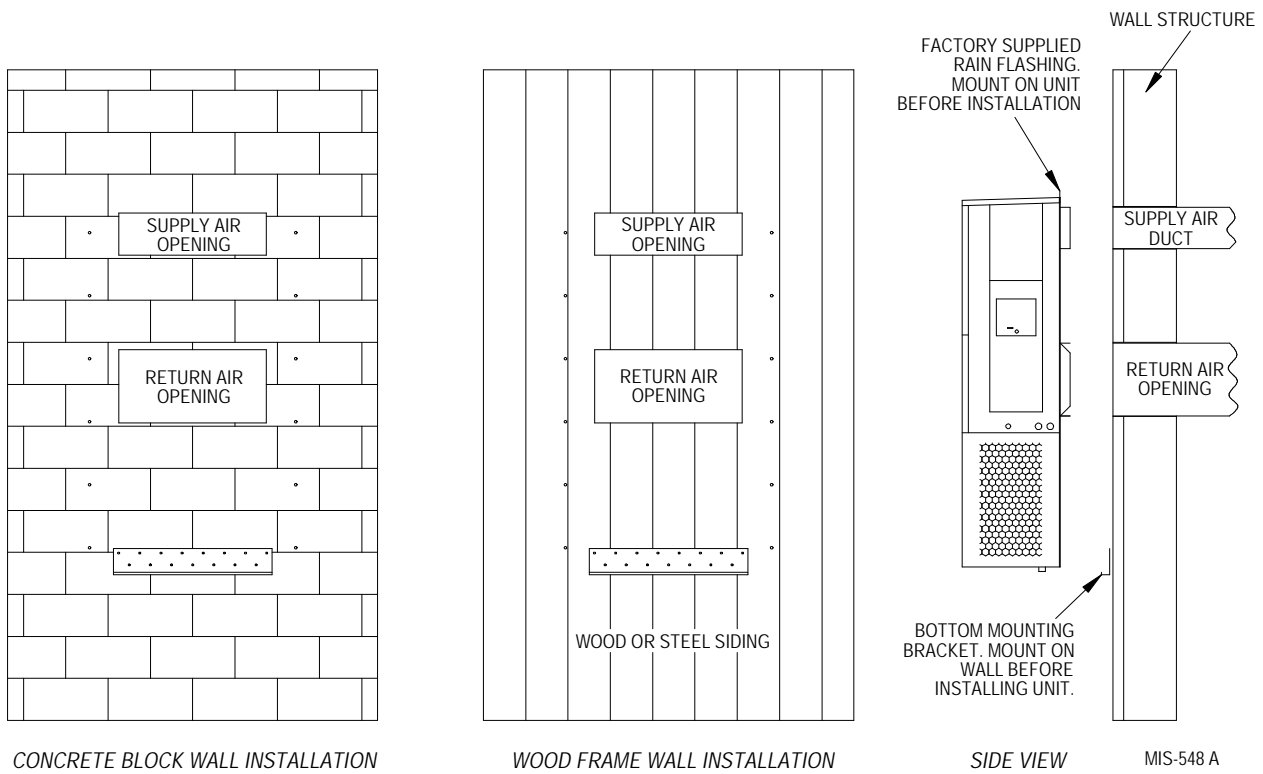 WALL STRUCTURE
FACTORY SUPPLIED
RAIN FLASHING.
MOUNT ON UNIT
BEFORE INSTALLATION
SUPPLY AIR
OPENING
SUPPLY AIR
OPENING
SUPPLY AIR
DUCT
RETURN AIR
OPENING
RETURN AIR
OPENING
RETURN AIR
OPENING
WOOD OR STEEL SIDING
BOTTOM MOUNTING
BRACKET. MOUNT ON
WALL BEFORE
INSTALLING UNIT.
CONCRETE BLOCK WALL INSTALLATION
WOOD FRAME WALL INSTALLATION
SIDE VIEW
MIS-548 A